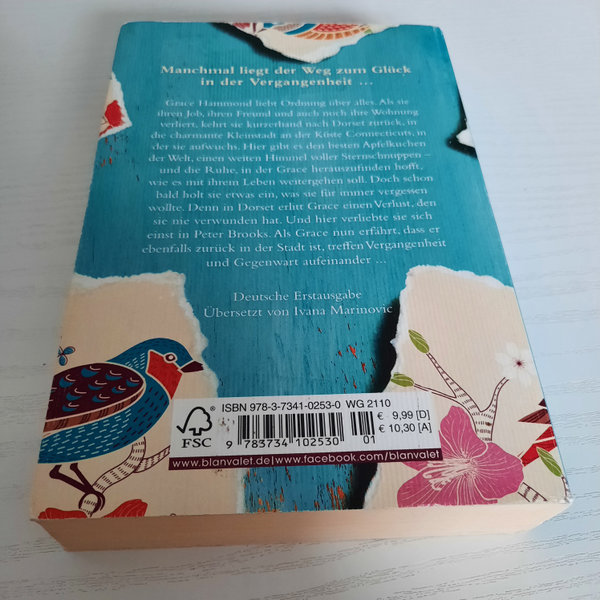 Manchmal liegt der Weg zum Glück
in der Vergangenheit ...
Grace Hammond liebt Ordnung über alles. Als sie
ihren Job, ihren Freund und auch noch ihre Wohnung
verliert, kehrt sie kurzerhand nach Dorset zurück, in
die charmante Kleinstadt an der Küste Connecticuts, in
der sie aufwuchs. Hier gibt es den besten Apfelkuchen
der Welt, einen weiten Himmel voller Sternschnuppen –
und die Ruhe, in der Grace herauszufinden hofft,
wie es mit ihrem Leben weitergehen soll. Doch schon
bald holt sie etwas ein, was sie für immer vergessen
wollte. Denn in Dorset erlitt Grace einen Verlust, den
sie nie verwunden hat. Und hier verliebte sie sich
einst in Peter Brooks. Als Grace nun erfährt, dass er
ebenfalls zurück in der Stadt ist, treffen Vergangenheit
und Gegenwart aufeinander ...
Deutsche Erstausgabe
Übersetzt von Ivana Marinovic
ISBN 978-3-7341-0253-0 WG 2110
FSC
9 783734 102530
01
€ 9,99 [D]
€ 10,30 [A]
www.blanvalet.de|www.facebook.com/blanvalet